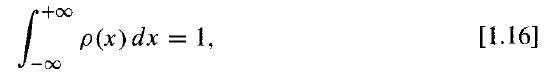 ∫_{-∞}^{+∞} ρ(x) dx = 1, [1.16]